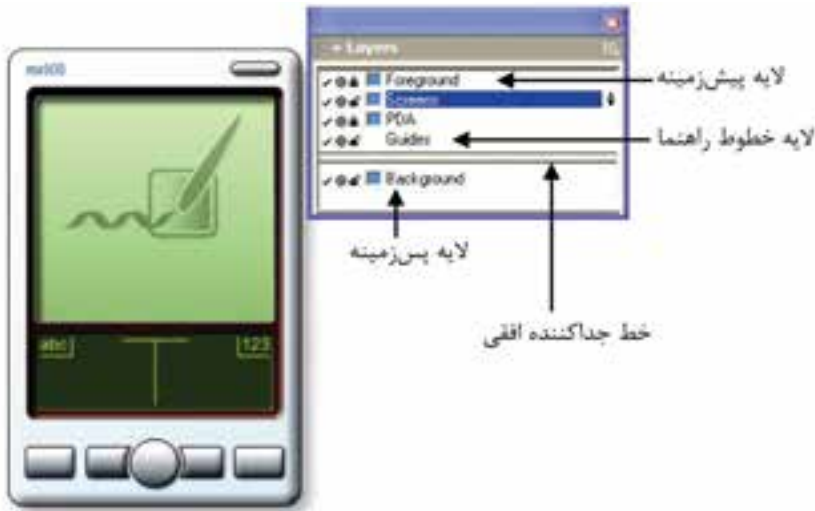 Layers
Foreground
لایه پیش‌زمینه
Screens
PDA
Guides
لایه خطوط راهنما
Background
لایه پس‌زمینه
خط جداکننده افقی
abc
123